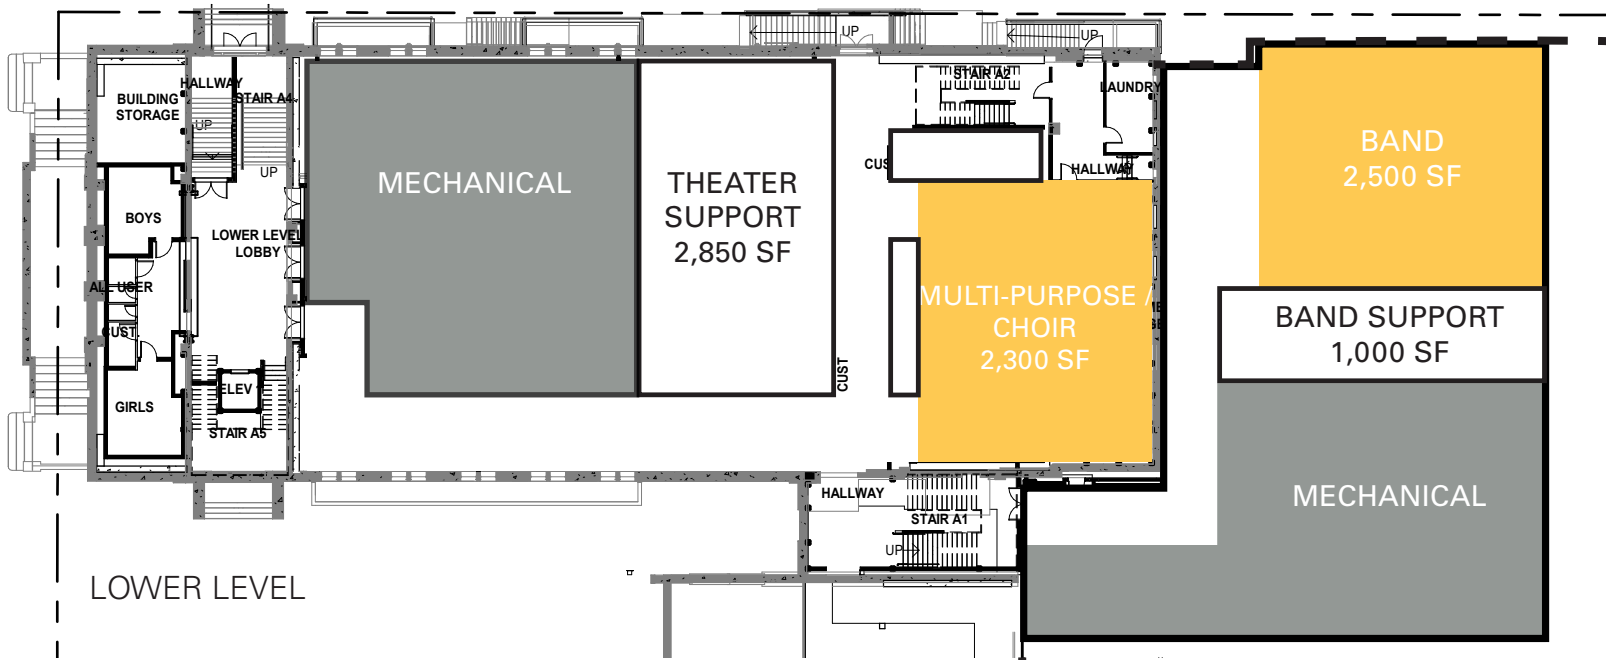 UP
UP
HALLWAY
STAIR A4
STAIR A2
LAUNDRY
BUILDING
STORAGE
UP
UP
MECHANICAL
THEATER
SUPPORT
2,850 SF
HALLWAY
BAND
2,500 SF
BOYS
LOWER LEVEL
LOBBY
ALL USER
CUST
MULTI-PURPOSE /
CHOIR
2,300 SF
BAND SUPPORT
1,000 SF
CUST
ELEV
GIRLS
STAIR A5
HALLWAY
STAIR A1
UP
MECHANICAL
LOWER LEVEL